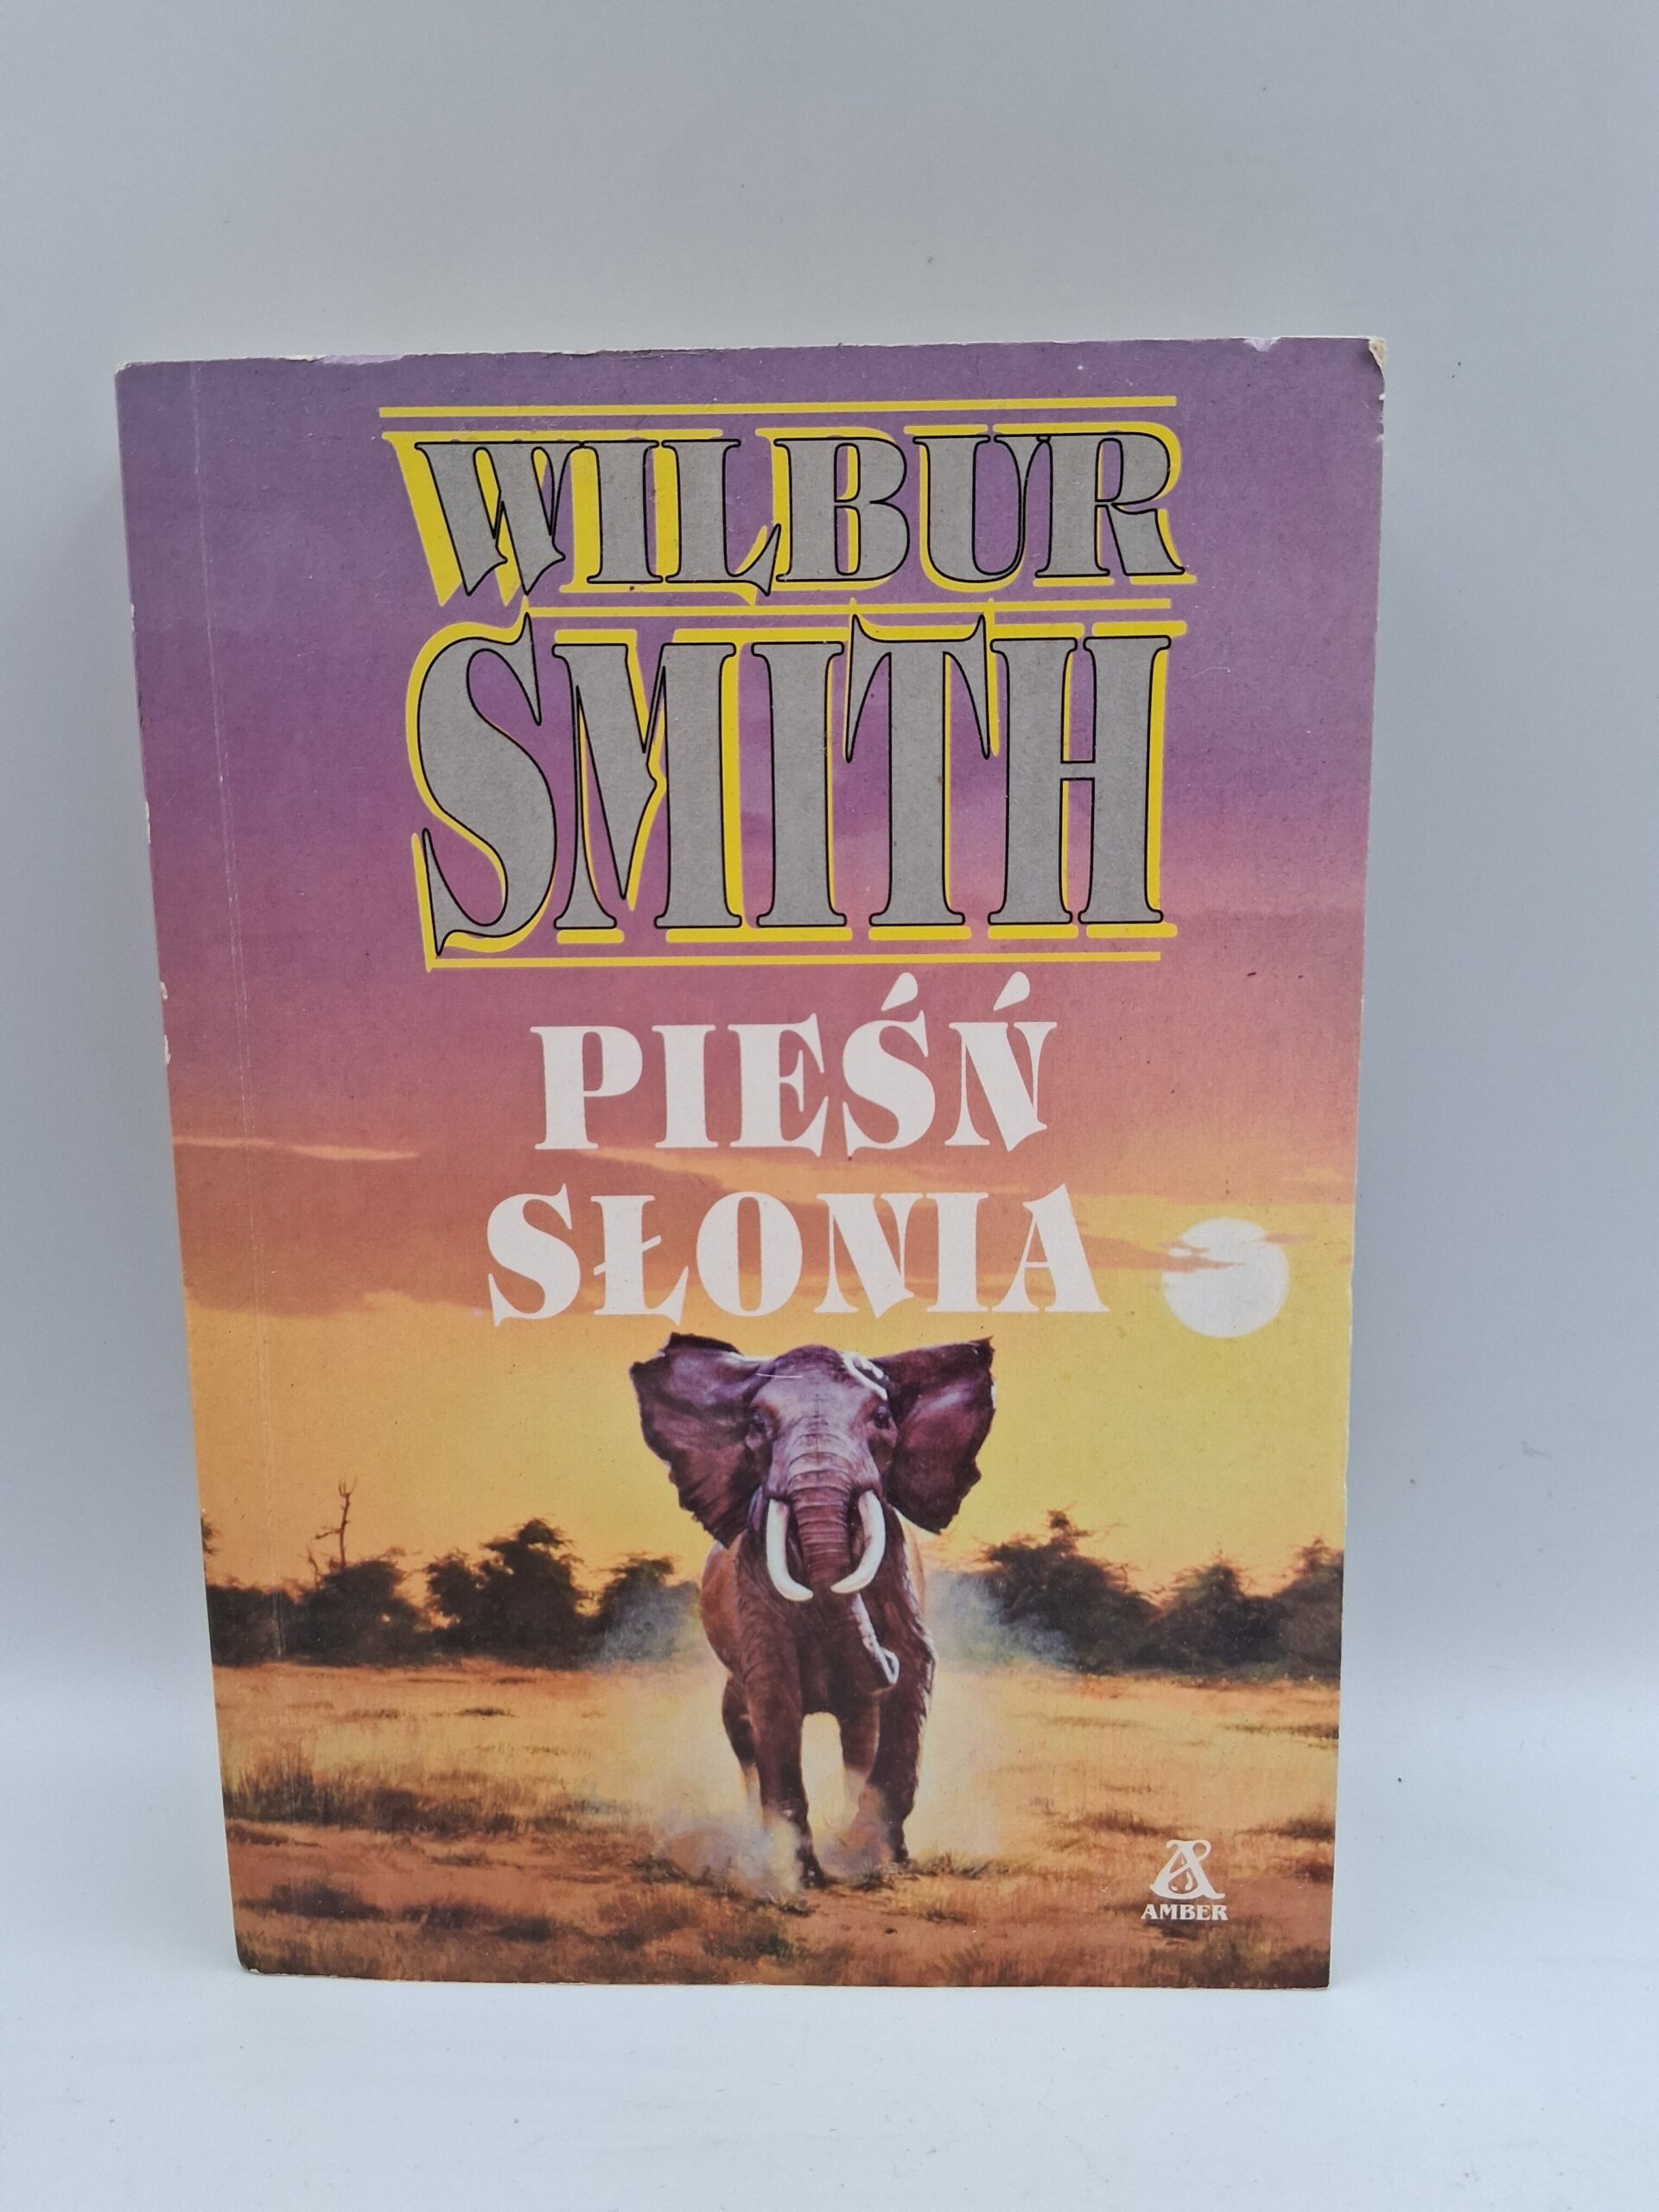 WILBUR
SMITH
PIEŚŃ
SŁONIA
AMBER